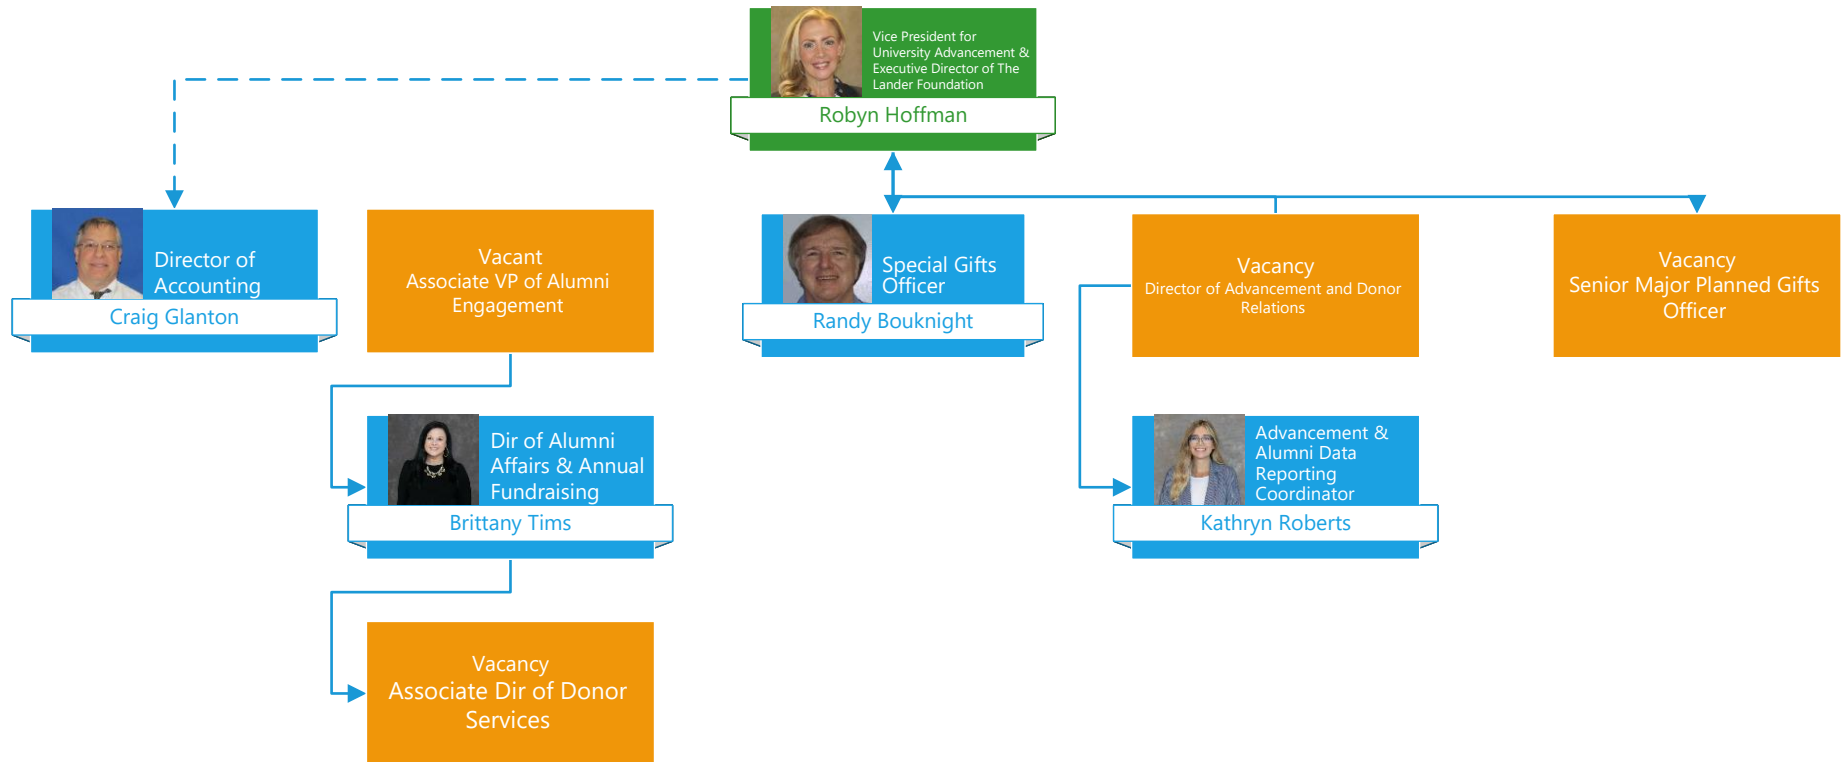 Vice President for
University Advancement &
Executive Director of The
Lander Foundation
Robyn Hoffman
Director of
Accounting
Craig Glanton
Vacant
Associate VP of Alumni
Engagement
Special Gifts
Officer
Randy Bouknight
Vacancy
Director of Advancement and Donor
Relations
Vacancy
Senior Major Planned Gifts
Officer
Dir of Alumni
Affairs & Annual
Fundraising
Brittany Tims
Advancement &
Alumni Data
Reporting
Coordinator
Kathryn Roberts
Vacancy
Associate Dir of Donor
Services